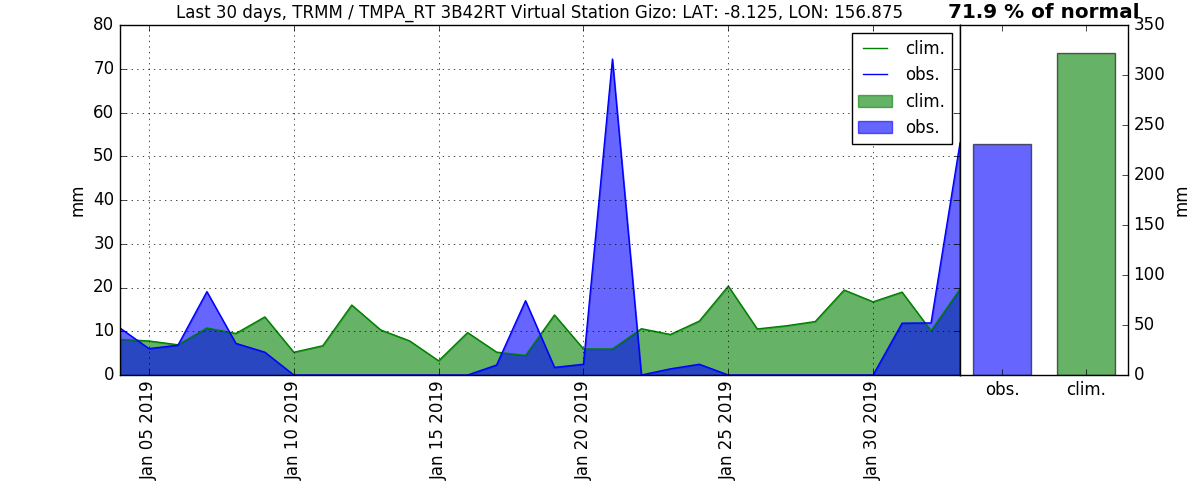 Last 30 days, TRMM / TMPA_RT 3B42RT Virtual Station Gizo: LAT: -8.125, LON: 156.875
71.9 % of normal
80
70
60
50
40
30
20
10
0
mm
clim.
obs.
clim.
obs.
Jan 05 2019
Jan 10 2019
Jan 15 2019
Jan 20 2019
Jan 25 2019
Jan 30 2019
350
300
250
200
150
100
50
0
mm
obs.
clim.